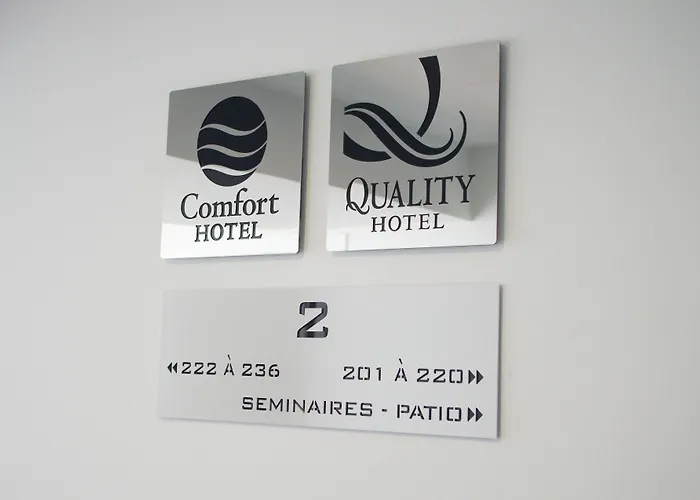 Comfort
HOTEL
QUALITY
HOTEL
2
222 À 236
201 À 220
SEMINAIRES - PATIO